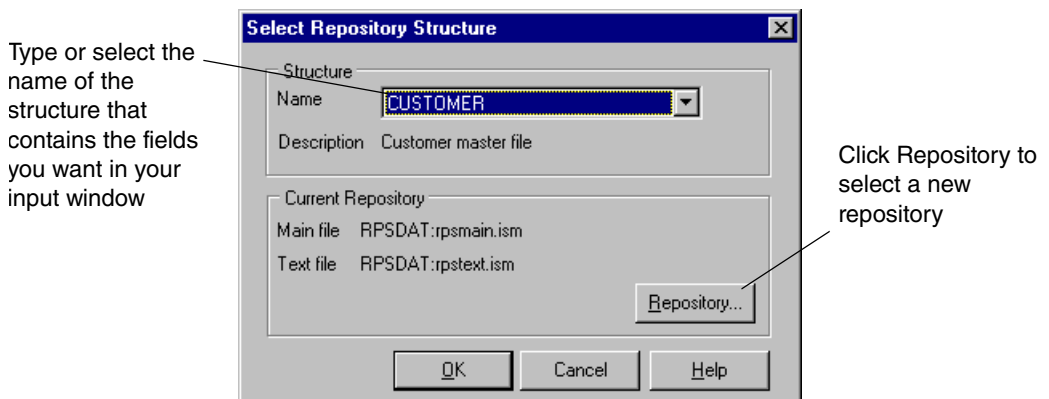 Select Repository Structure
Type or select the
name of the
structure that
contains the fields
you want in your
input window
Structure
Name CUSTOMER
Description Customer master file
Click Repository to
select a new
repository
Current Repository
Main file RPSDAT:rpsmain.ism
Text file RPSDAT:rpstext.ism
Repository...
OK Cancel Help